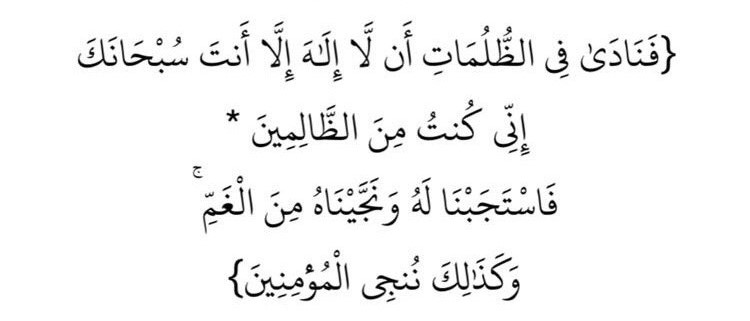 {فَنَادَىٰ فِى الظُّلُمَاتِ أَن لَّا إِلَـٰهَ إِلَّا أَنتَ سُبْحَانَكَ
إِنِّى كُنتُ مِنَ الظَّالِمِينَ *
فَاسْتَجَبْنَا لَهُ وَنَجَّيْنَاهُ مِنَ الْغَمِّ ۚ
وَكَذَٰلِكَ نُنجِى الْمُؤْمِنِينَ}